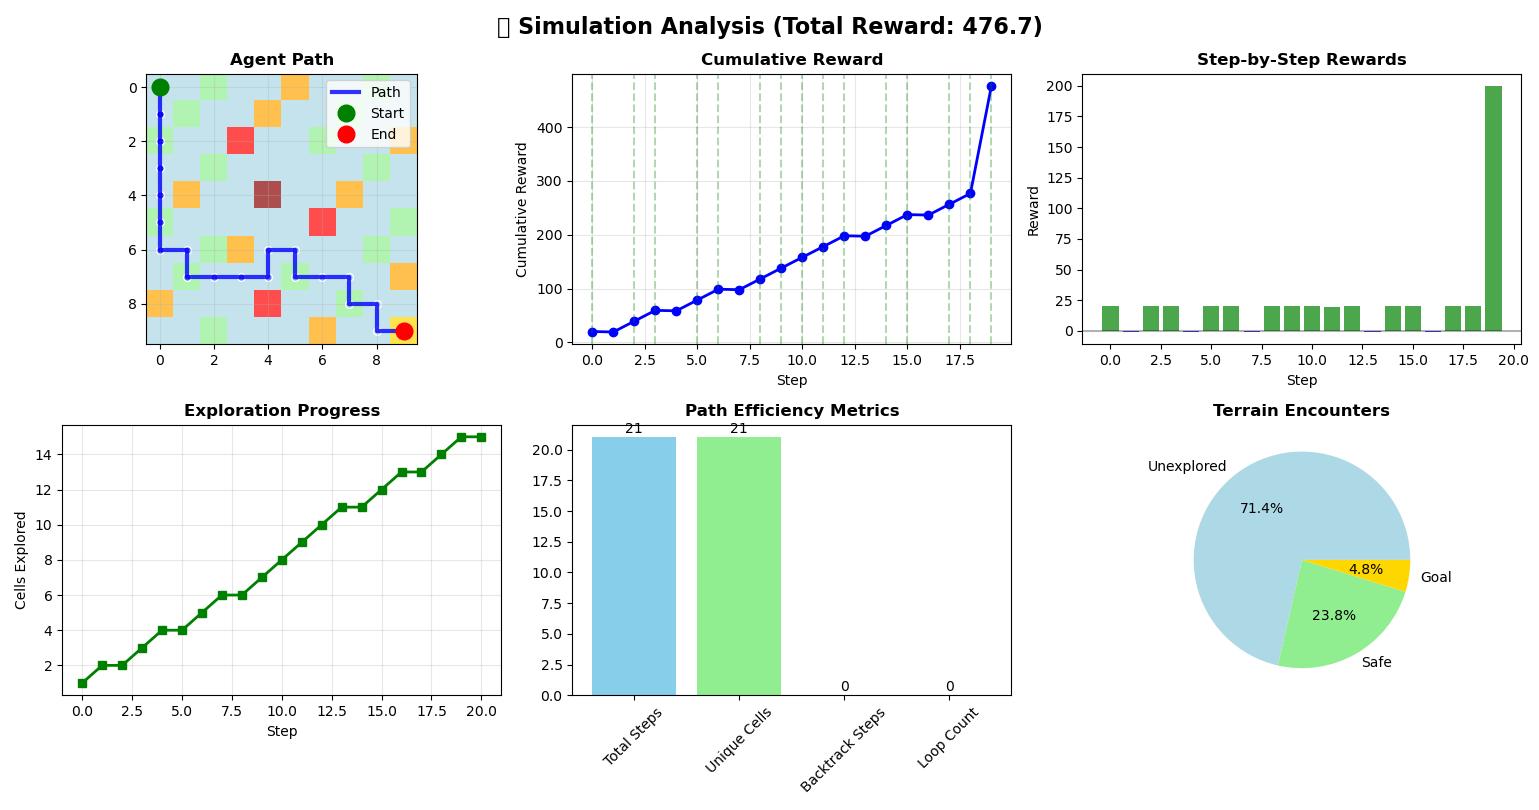 ▯ Simulation Analysis (Total Reward: 476.7)
Agent Path
Path
Start
End
0
2
4
6
8
0 2 4 6 8
Cumulative Reward
Cumulative Reward
400
300
200
100
0
0.0 2.5 5.0 7.5 10.0 12.5 15.0 17.5
Step
Step-by-Step Rewards
Reward
200
175
150
125
100
75
50
25
0
0.0 2.5 5.0 7.5 10.0 12.5 15.0 17.5 20.0
Step
Exploration Progress
Cells Explored
14
12
10
8
6
4
2
0.0 2.5 5.0 7.5 10.0 12.5 15.0 17.5 20.0
Step
Path Efficiency Metrics
21 21 0 0
20.0
17.5
15.0
12.5
10.0
7.5
5.0
2.5
0.0
Total Steps
Unique Cells
Backtrack Steps
Loop Count
Terrain Encounters
Unexplored
71.4%
4.8%
Goal
23.8%
Safe